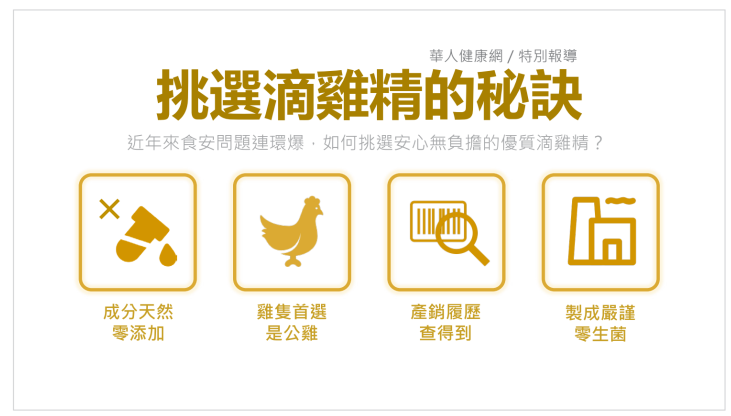 華人健康網 / 特別報導
挑選滴雞精的秘訣
近年來食安問題連環爆，如何挑選安心無負擔的優質滴雞精？
成分天然
零添加
雞隻首選
是公雞
產銷履歷
查得到
製成嚴謹
零生菌